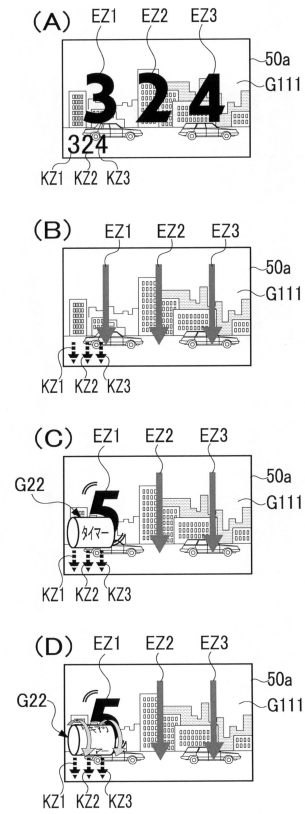 (A)
EZ1 EZ2 EZ3
50a
G111
3 2 4
324
KZ1 KZ2 KZ3
(B)
EZ1 EZ2 EZ3
50a
G111
KZ1 KZ2 KZ3
(C)
EZ1 EZ2 EZ3
50a
G22
G111
5
タイマー
KZ1 KZ2 KZ3
(D)
EZ1 EZ2 EZ3
50a
G22
G111
5
KZ1 KZ2 KZ3